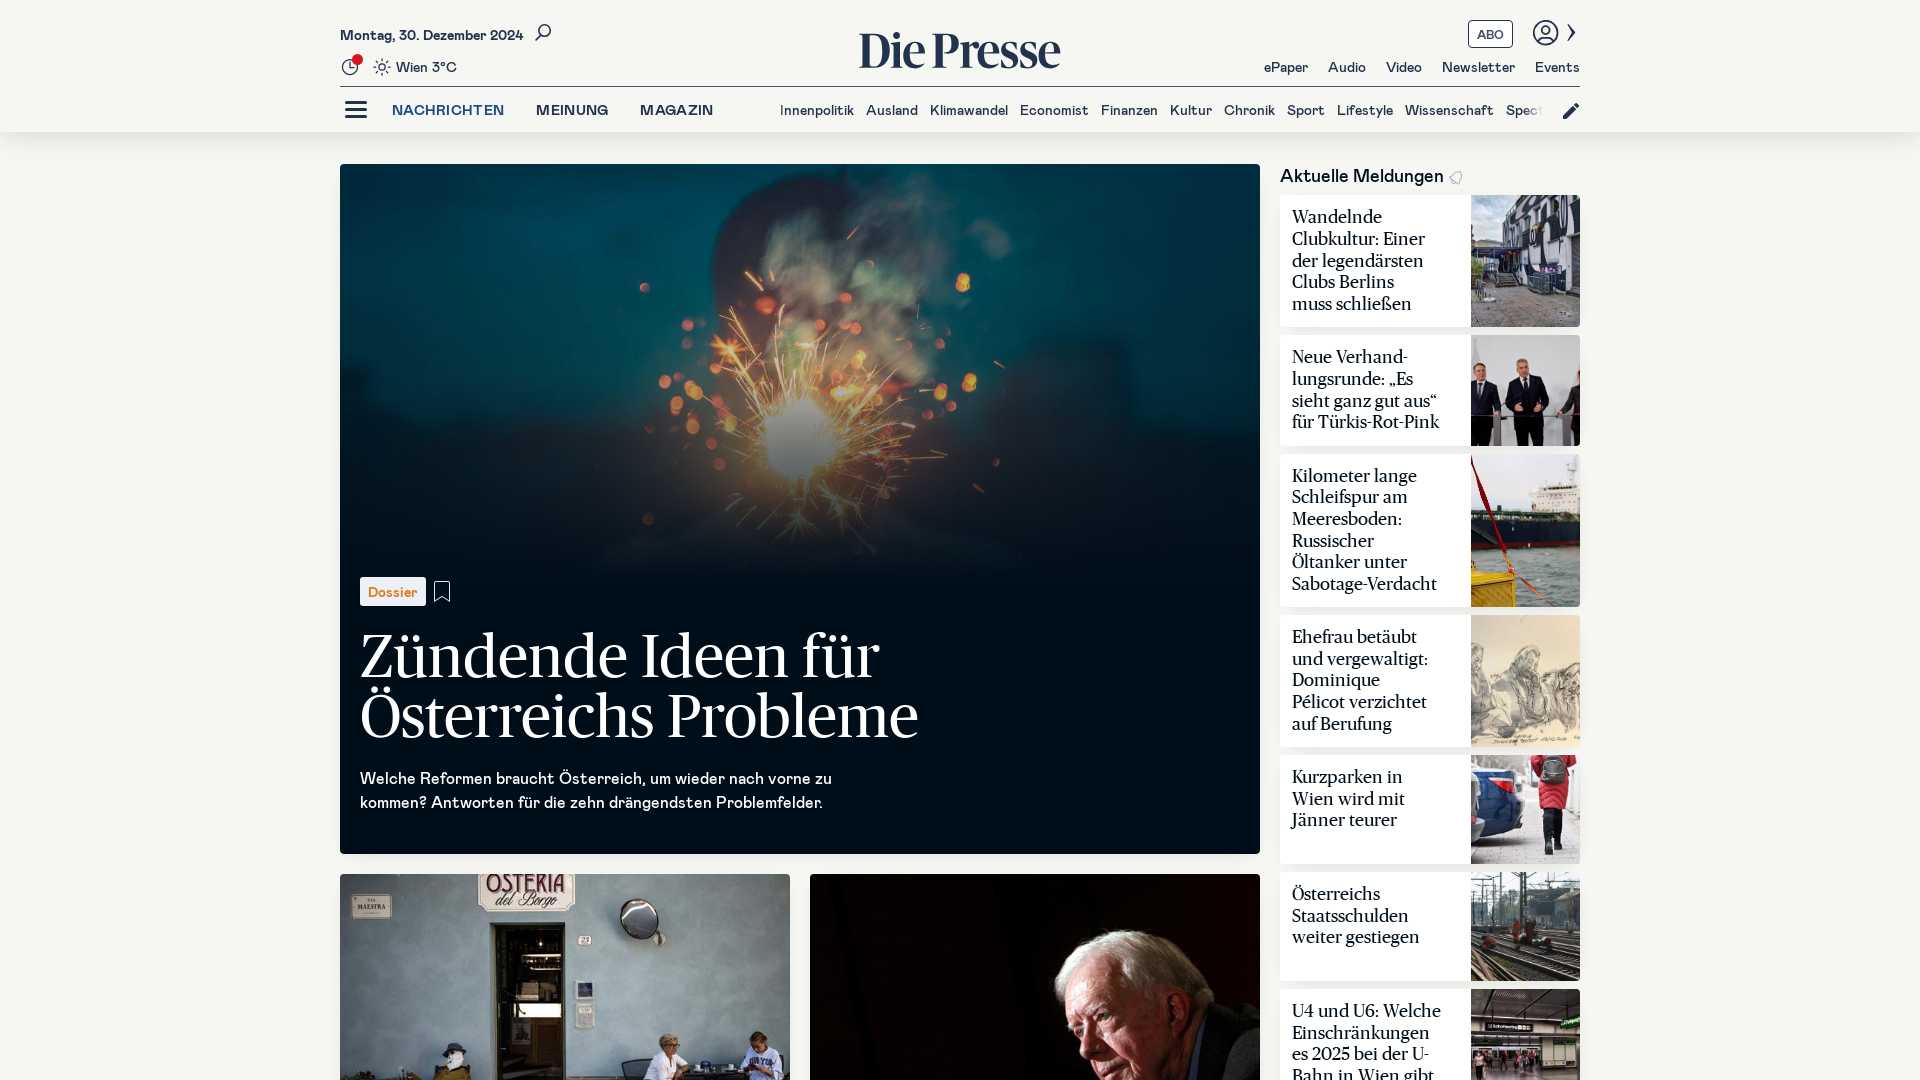 Montag, 30. Dezember 2024
Wien 3°C
Die Presse
ABO
ePaper Audio Video Newsletter Events
NACHRICHTEN MEINUNG MAGAZIN
Innenpolitik Ausland Klimawandel Economist Finanzen Kultur Chronik Sport Lifestyle Wissenschaft Spect
Dossier
Zündende Ideen für
Österreichs Probleme
Welche Reformen braucht Österreich, um wieder nach vorne zu
kommen? Antworten für die zehn drängendsten Problemfelder.
OSTERIA
del Borgo
MAESTRA
23
Aktuelle Meldungen
Wandelnde
Clubkultur: Einer
der legendärsten
Clubs Berlins
muss schließen
Neue Verhand-
lungsrunde: „Es
sieht ganz gut aus“
für Türkis-Rot-Pink
Kilometer lange
Schleifspur am
Meeresboden:
Russischer
Öltanker unter
Sabotage-Verdacht
Ehefrau betäubt
und vergewaltigt:
Dominique
Pélicot verzichtet
auf Berufung
Kurzparken in
Wien wird mit
Jänner teurer
Österreichs
Staatsschulden
weiter gestiegen
U4 und U6: Welche
Einschränkungen
es 2025 bei der U-
Bahn in Wien gibt